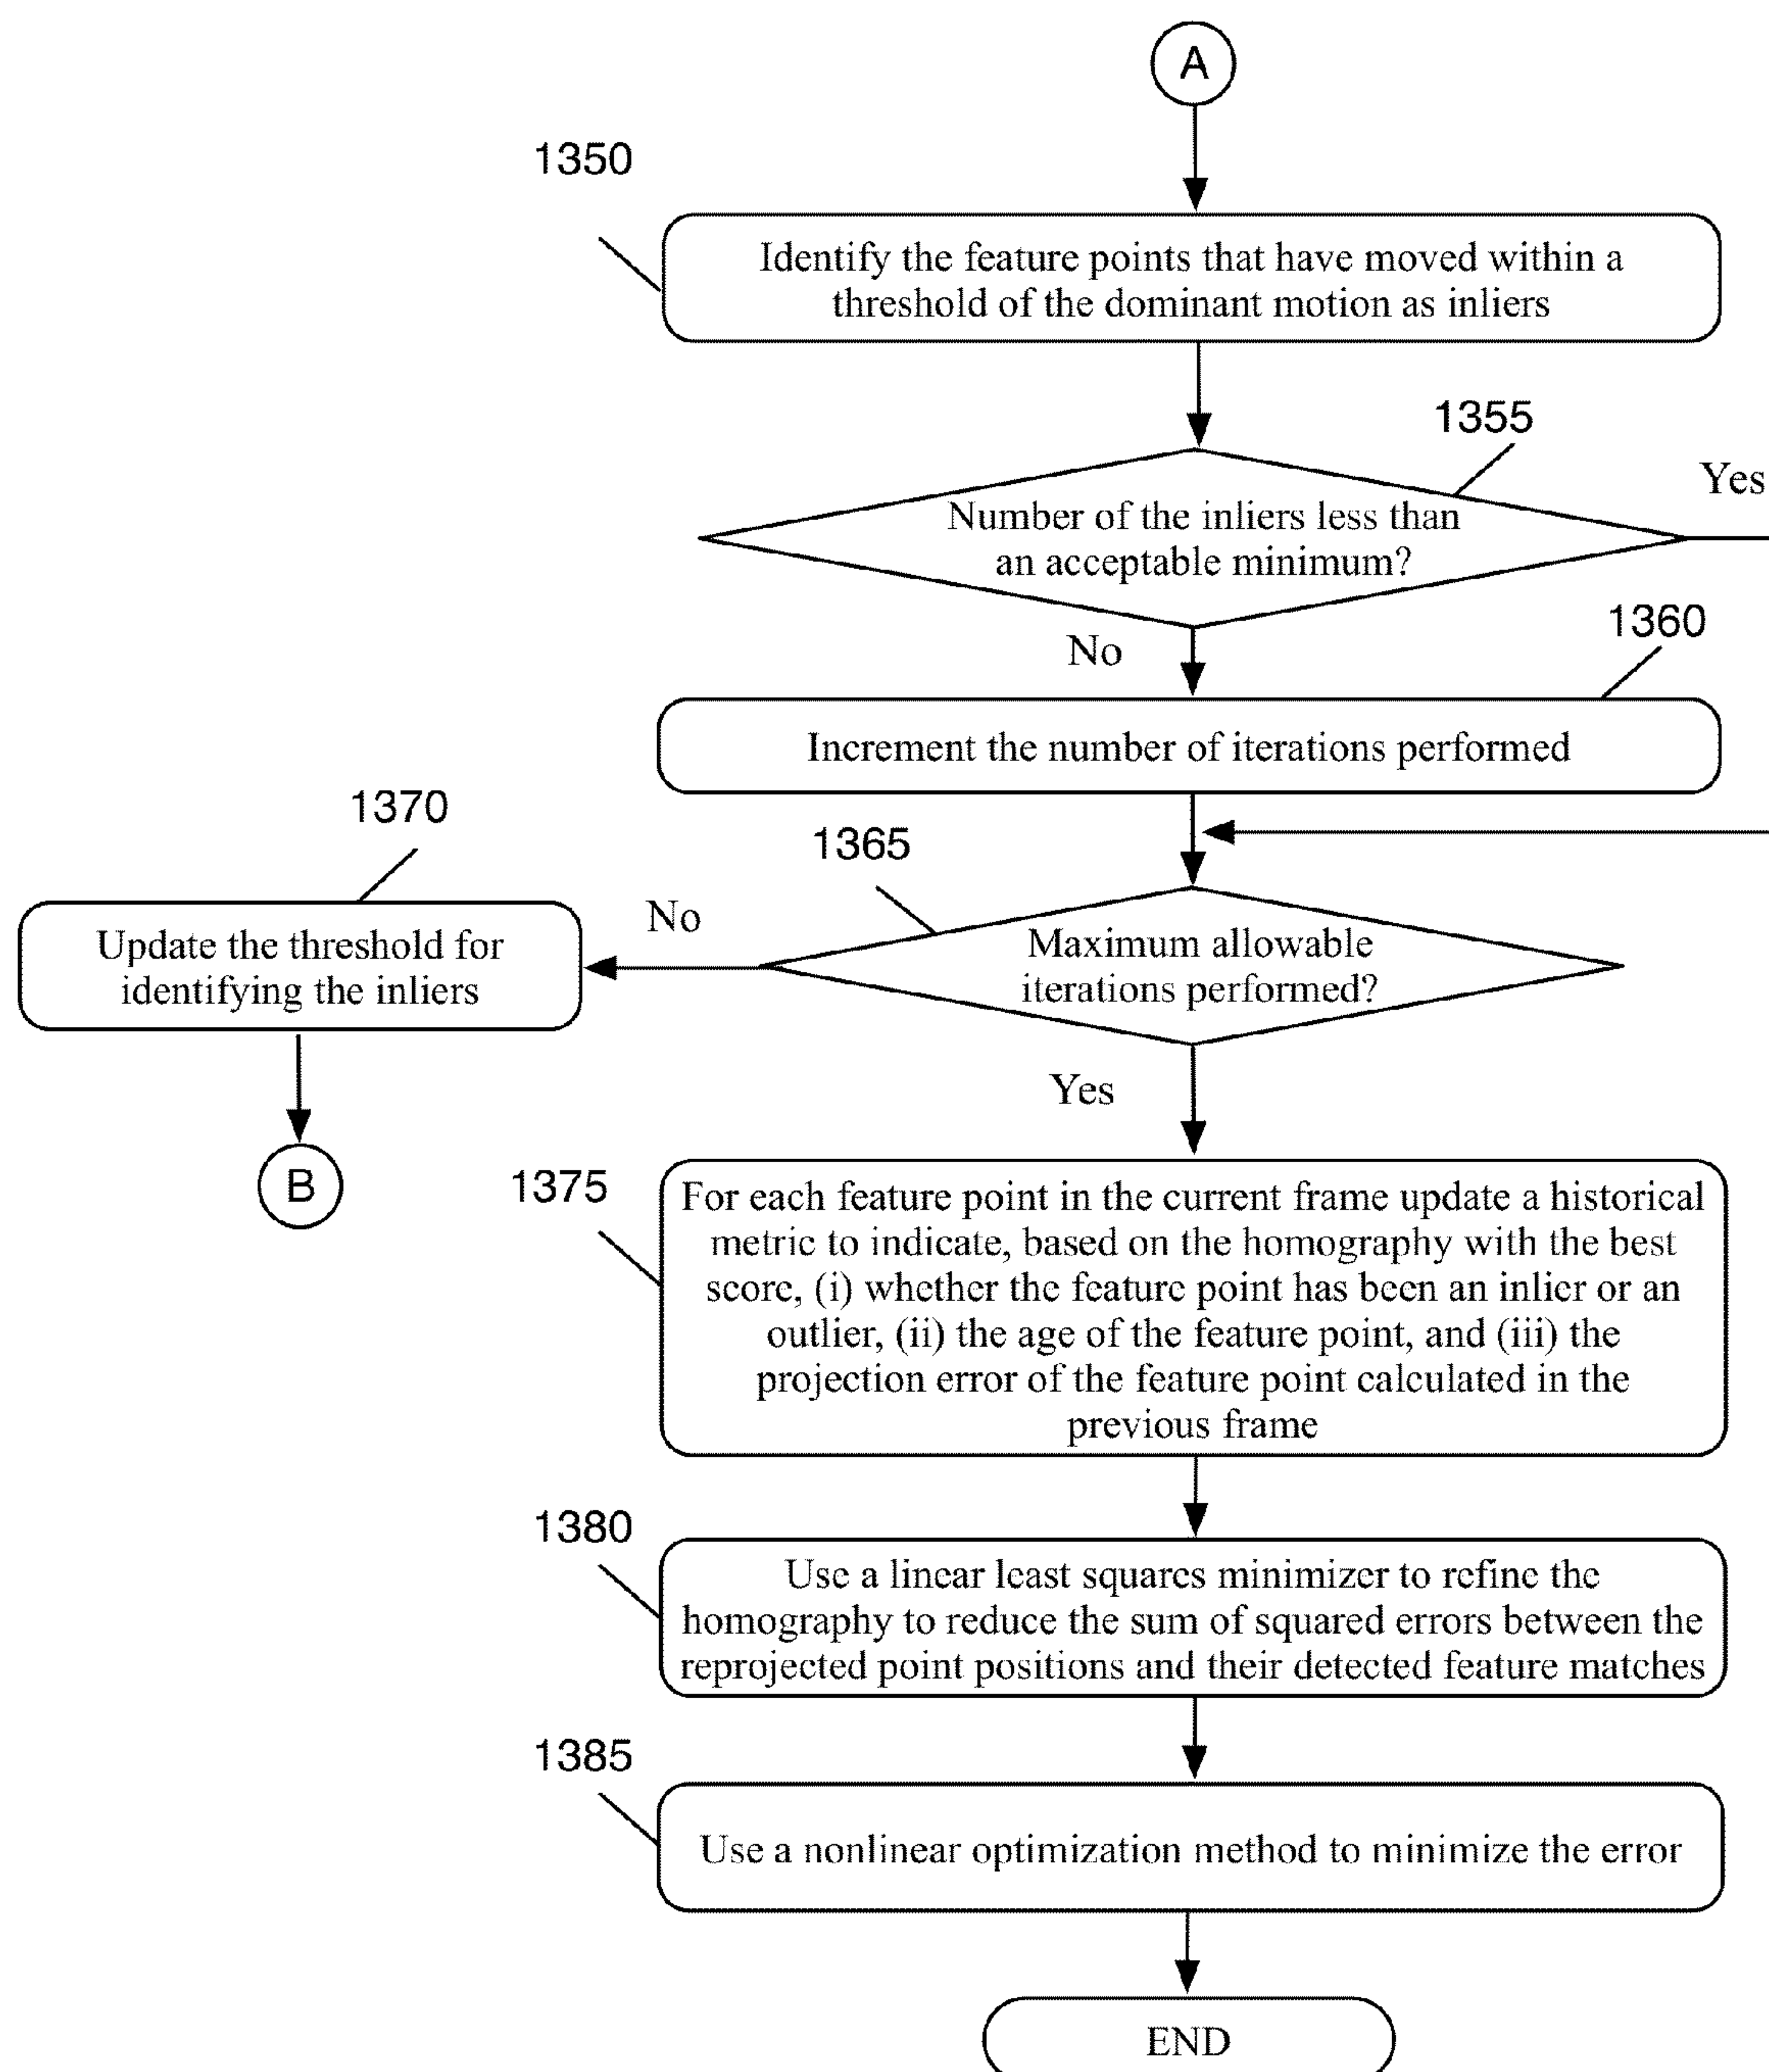 A
1350
Identify the feature points that have moved within a
threshold of the dominant motion as inliers
1355
Yes
Number of the inliers less than
an acceptable minimum?
No
1360
Increment the number of iterations performed
1370
1365
No
Update the threshold for
identifying the inliers
Maximum allowable
iterations performed?
Yes
B
1375
For each feature point in the current frame update a historical
metric to indicate, based on the homography with the best
score, (i) whether the feature point has been an inlier or an
outlier, (ii) the age of the feature point, and (iii) the
projection error of the feature point calculated in the
previous frame
1380
Use a linear least squares minimizer to refine the
homography to reduce the sum of squared errors between the
reprojected point positions and their detected feature matches
1385
Use a nonlinear optimization method to minimize the error
END